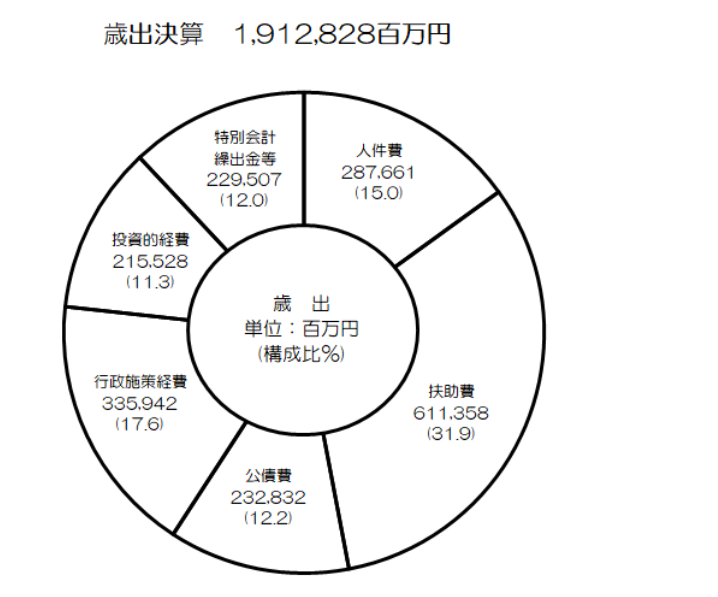 歳出決算　1,912,828百万円
特別会計
繰出金等
229,507
(12.0)
人件費
287,661
(15.0)
投資的経費
215,528
(11.3)
歳　出
単位：百万円
(構成比%)
行政施策経費
335,942
(17.6)
扶助費
611,358
(31.9)
公債費
232,832
(12.2)